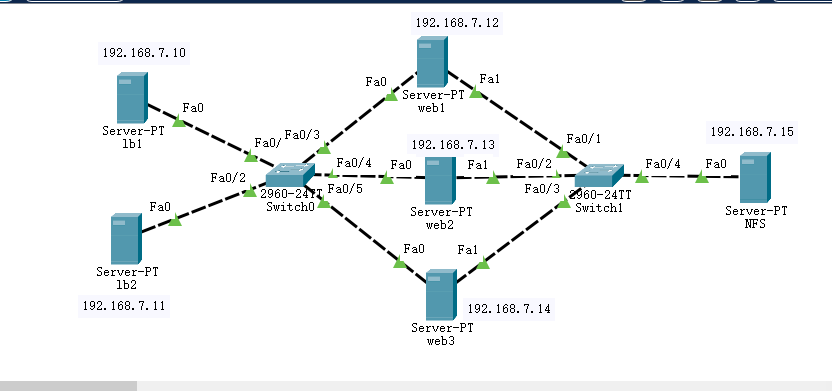 192.168.7.12
192.168.7.10
Fa0
Fa1
Server-PT
web1
Fa0
Server-PT
lb1
Fa0/
Fa0/3
Fa0/1
192.168.7.13
192.168.7.15
Fa0/4
Fa0
Fa1
Fa0/2
Fa0/4
Fa0
Fa0/2
Fa0/5
Fa0/3
2960-24TT
Switch0
2960-24TT
Switch1
Server-PT
web2
Server-PT
NFS
Fa0
Server-PT
lb2
192.168.7.11
Fa0
Fa1
192.168.7.14
Server-PT
web3